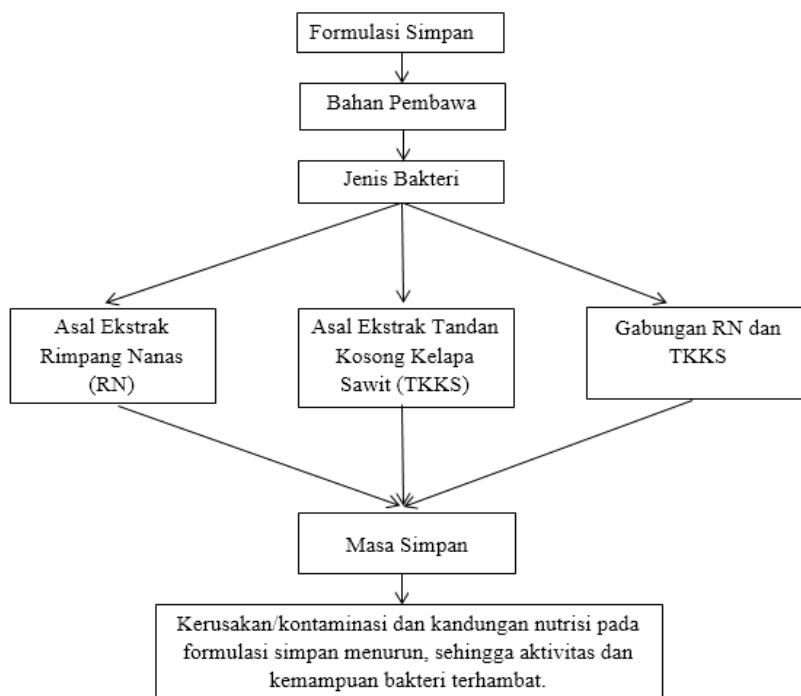 Formulasi Simpan
Bahan Pembawa
Jenis Bakteri
Asal Ekstrak
Rimpang Nanas
(RN)
Asal Ekstrak Tandan
Kosong Kelapa
Sawit (TKKS)
Gabungan RN dan
TKKS
Masa Simpan
Kerusakan/kontaminasi dan kandungan nutrisi pada
formulasi simpan menurun, sehingga aktivitas dan
kemampuan bakteri terhambat.